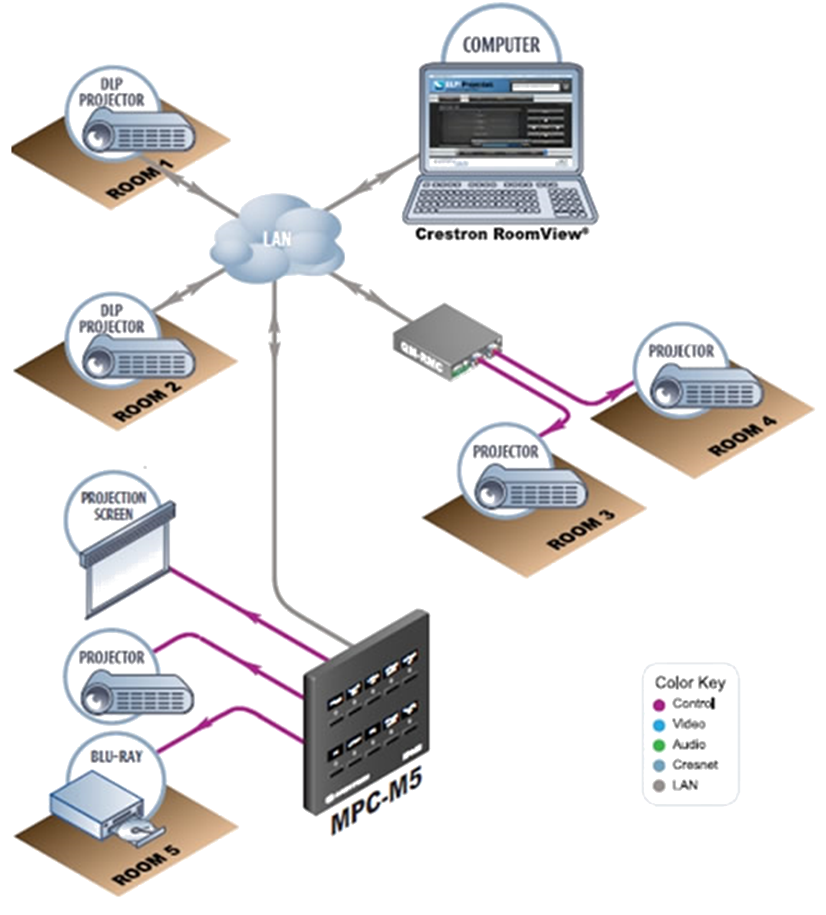 COMPUTER
DLP
PROJECTOR
ROOM 1
Crestron RoomView®
LAN
DLP
PROJECTOR
ROOM 2
QM-RMC
PROJECTOR
ROOM 4
PROJECTOR
ROOM 3
PROJECTION
SCREEN
PROJECTOR
BLU-RAY
ROOM 5
MPC-M5
Color Key
Control
Video
Audio
Cresnet
LAN